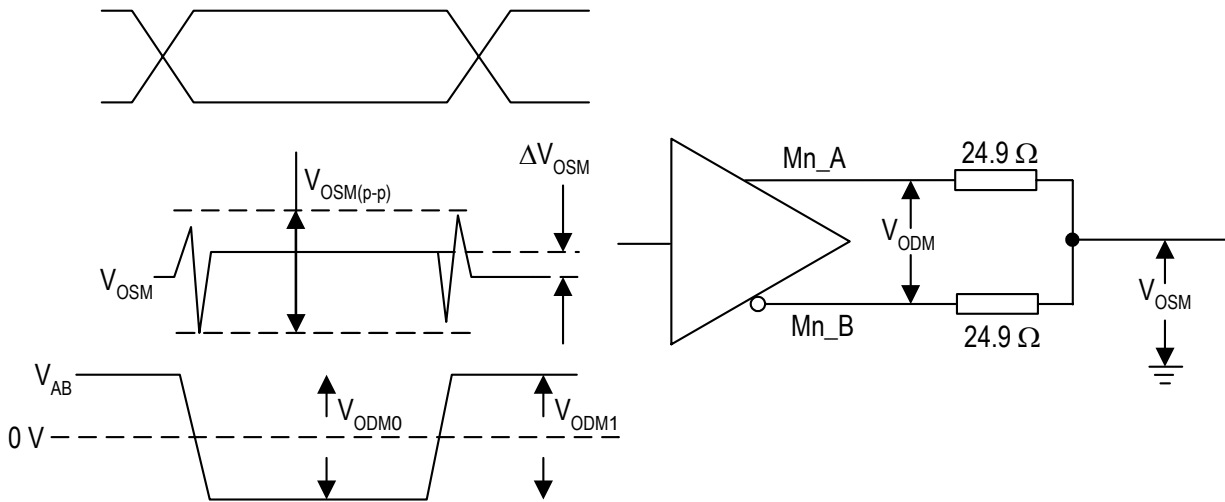 ΔV_OSM
V_OSM(p-p)
V_OSM
V_AB
V_ODM0
V_ODM1
0 V
Mn_A
24.9 Ω
V_ODM
Mn_B
24.9 Ω
V_OSM